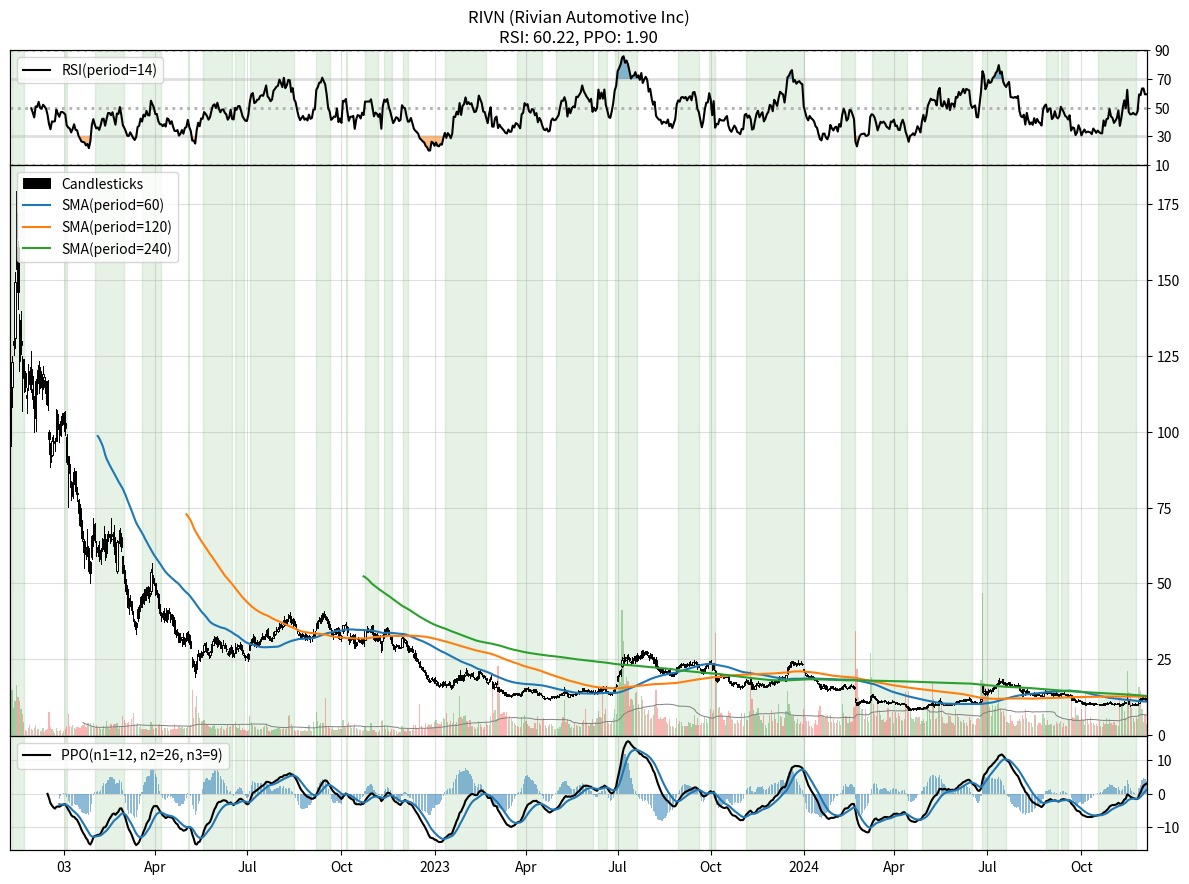 RIVN (Rivian Automotive Inc)
RSI: 60.22, PPO: 1.90
RSI(period=14)
90
70
50
30
10
Candlesticks
SMA(period=60)
SMA(period=120)
SMA(period=240)
175
150
125
100
75
50
25
0
PPO(n1=12, n2=26, n3=9)
10
0
−10
03 Apr Jul Oct 2023 Apr Jul Oct 2024 Apr Jul Oct